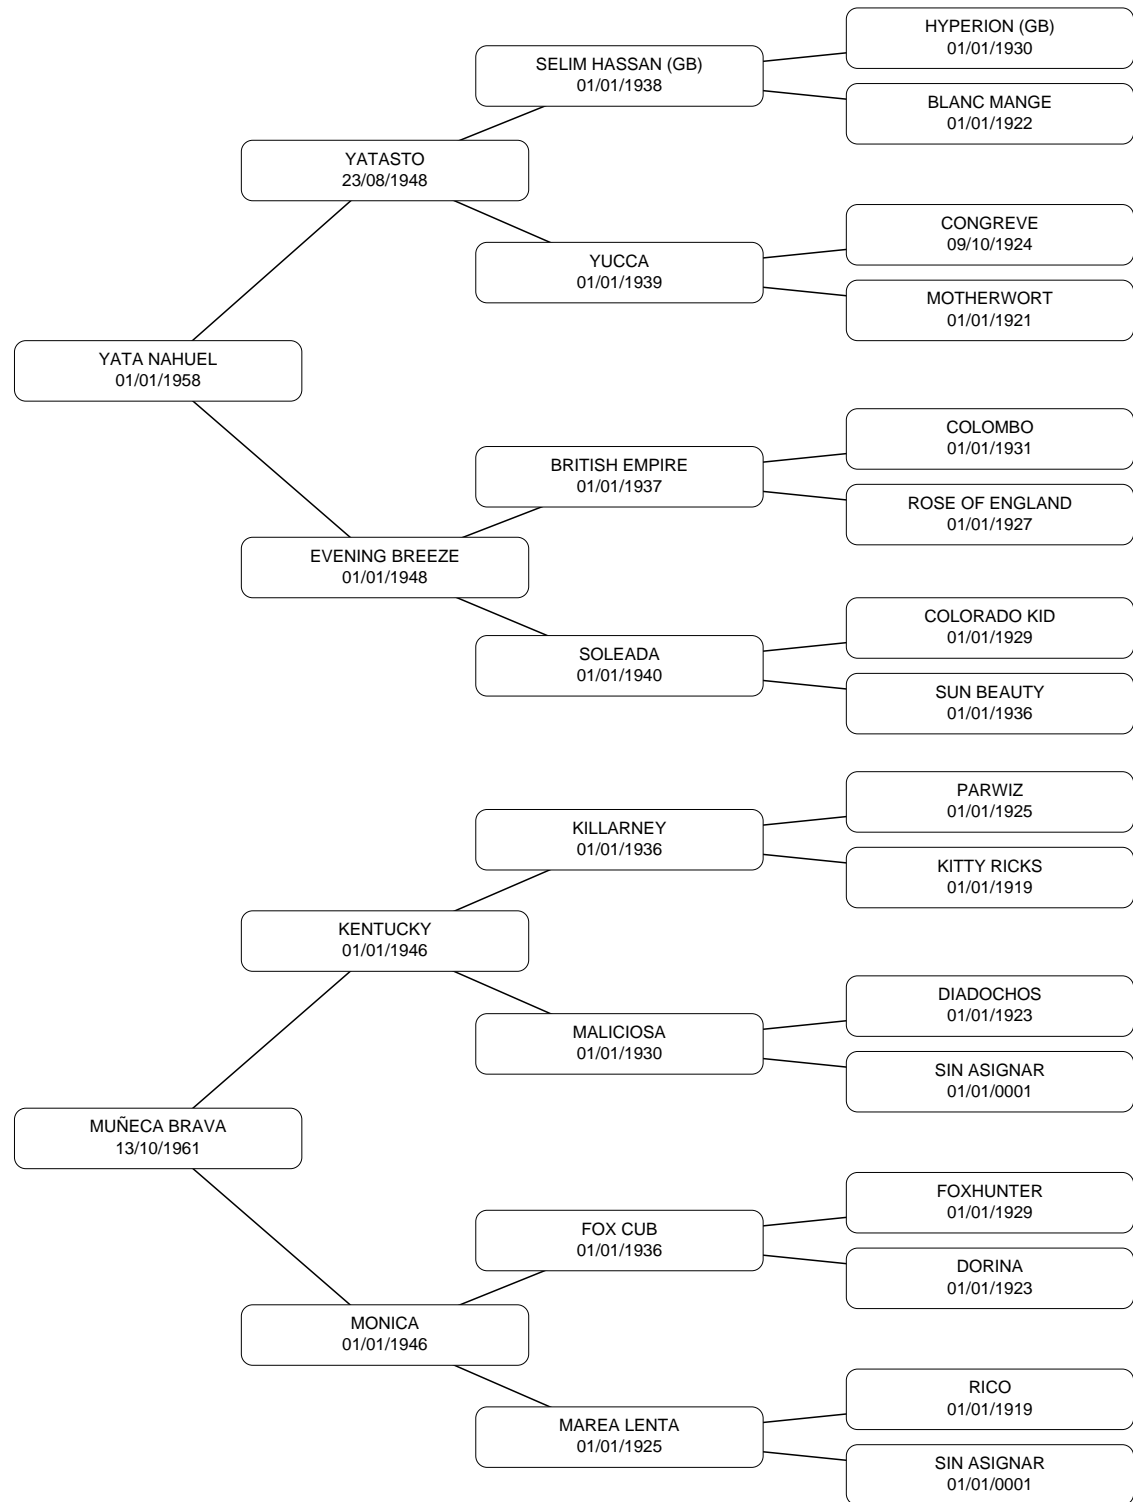 HYPERION (GB)
01/01/1930
SELIM HASSAN (GB)
01/01/1938
BLANC MANGE
01/01/1922
YATASTO
23/08/1948
CONGREVE
09/10/1924
YUCCA
01/01/1939
MOTHERWORT
01/01/1921
YATA NAHUEL
01/01/1958
COLOMBO
01/01/1931
BRITISH EMPIRE
01/01/1937
ROSE OF ENGLAND
01/01/1927
EVENING BREEZE
01/01/1948
COLORADO KID
01/01/1929
SOLEADA
01/01/1940
SUN BEAUTY
01/01/1936
PARWIZ
01/01/1925
KILLARNEY
01/01/1936
KITTY RICKS
01/01/1919
KENTUCKY
01/01/1946
DIADOCHOS
01/01/1923
MALICIOSA
01/01/1930
SIN ASIGNAR
01/01/0001
MUÑECA BRAVA
13/10/1961
FOXHUNTER
01/01/1929
FOX CUB
01/01/1936
DORINA
01/01/1923
MONICA
01/01/1946
RICO
01/01/1919
MAREA LENTA
01/01/1925
SIN ASIGNAR
01/01/0001